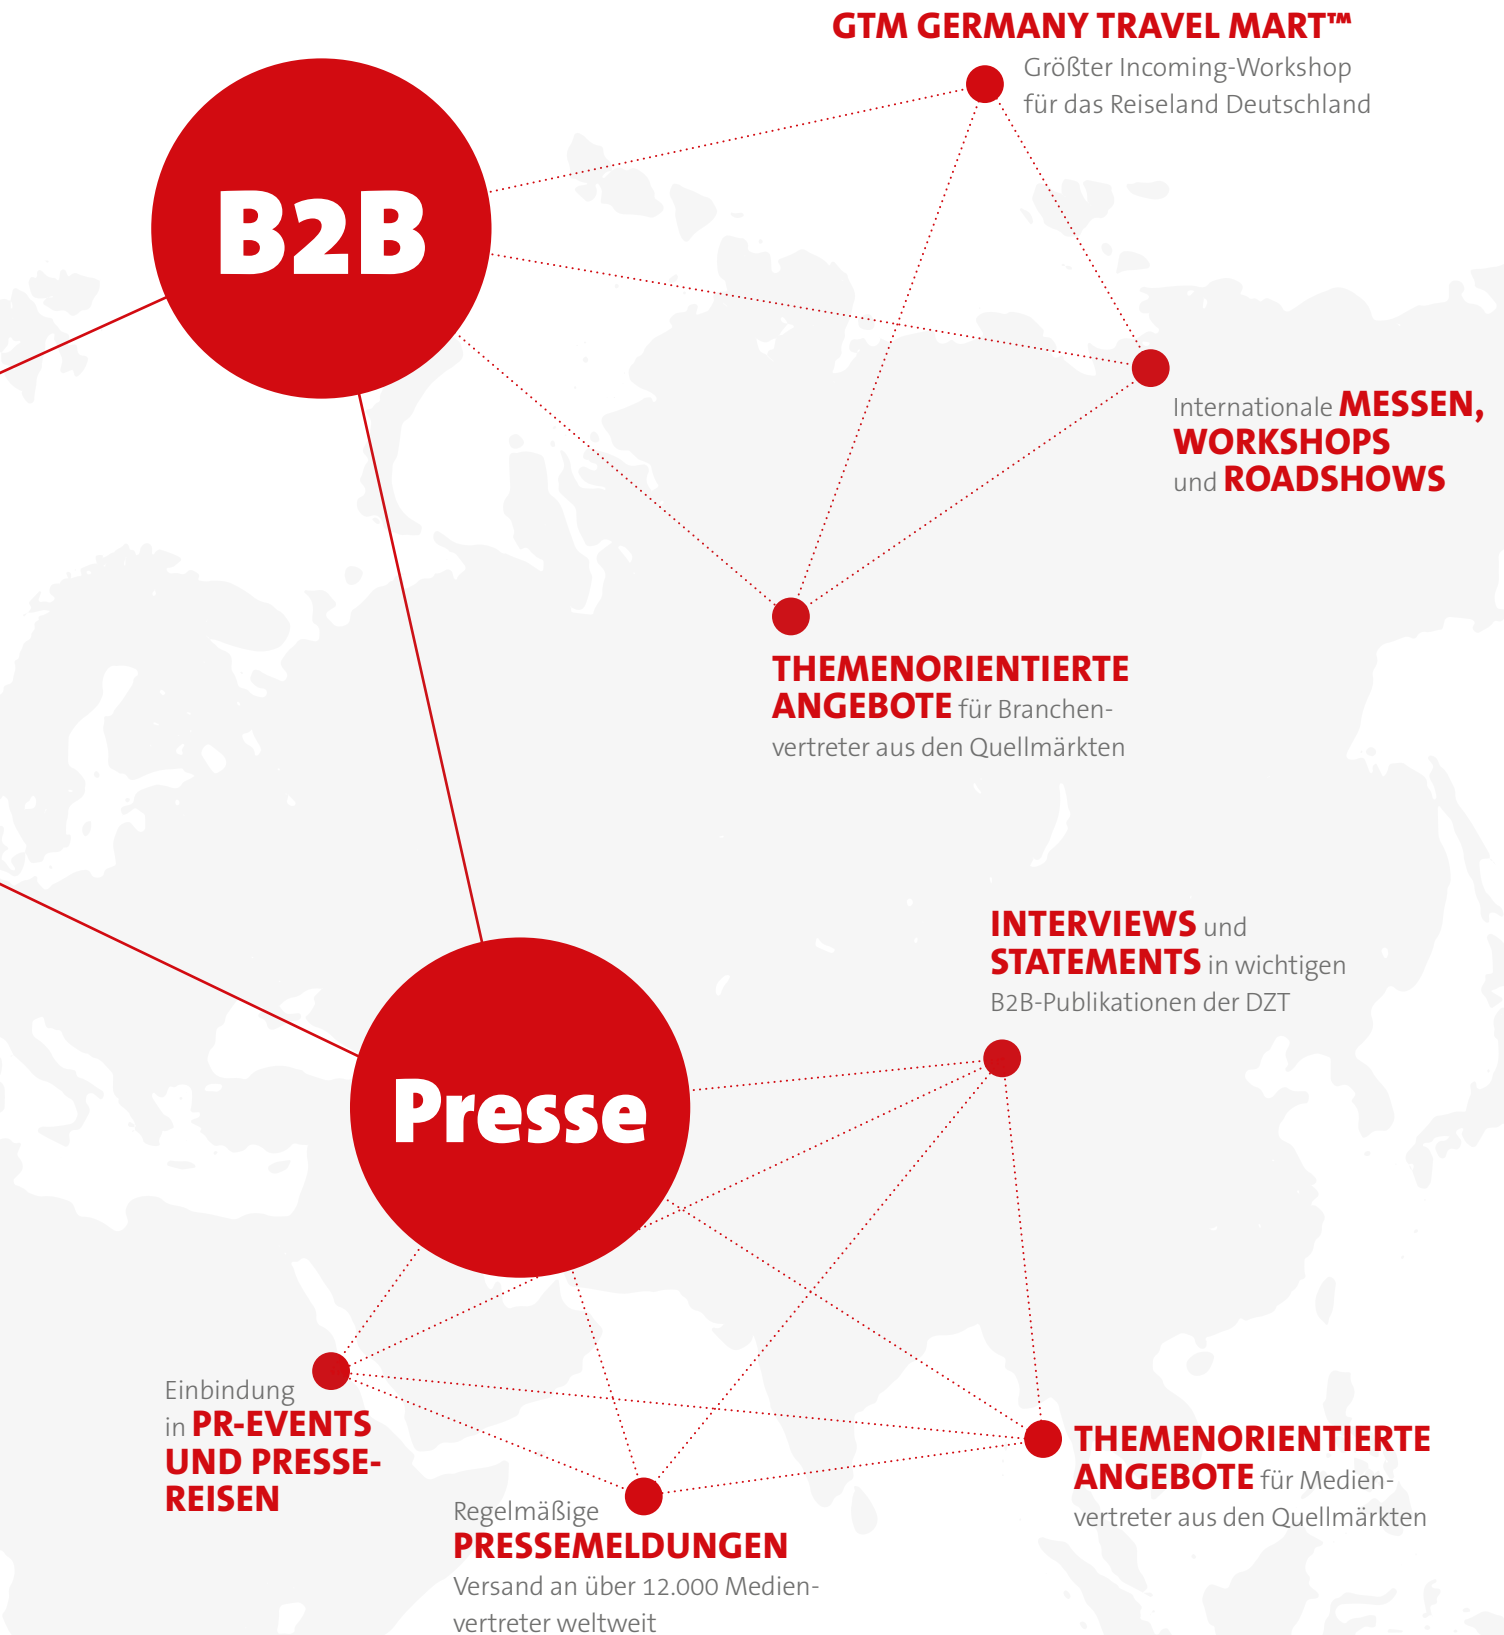 GTM GERMANY TRAVEL MART™
Größter Incoming-Workshop
für das Reiseland Deutschland
B2B
Internationale MESSEN,
WORKSHOPS
und ROADSHOWS
THEMENORIENTIERTE
ANGEBOTE für Branchen-
vertreter aus den Quellmärkten
INTERVIEWS und
STATEMENTS in wichtigen
B2B-Publikationen der DZT
Presse
Einbindung
in PR-EVENTS
UND PRESSE-
REISEN
Regelmäßige
PRESSEMELDUNGEN
Versand an über 12.000 Medien-
vertreter weltweit
THEMENORIENTIERTE
ANGEBOTE für Medien-
vertreter aus den Quellmärkten